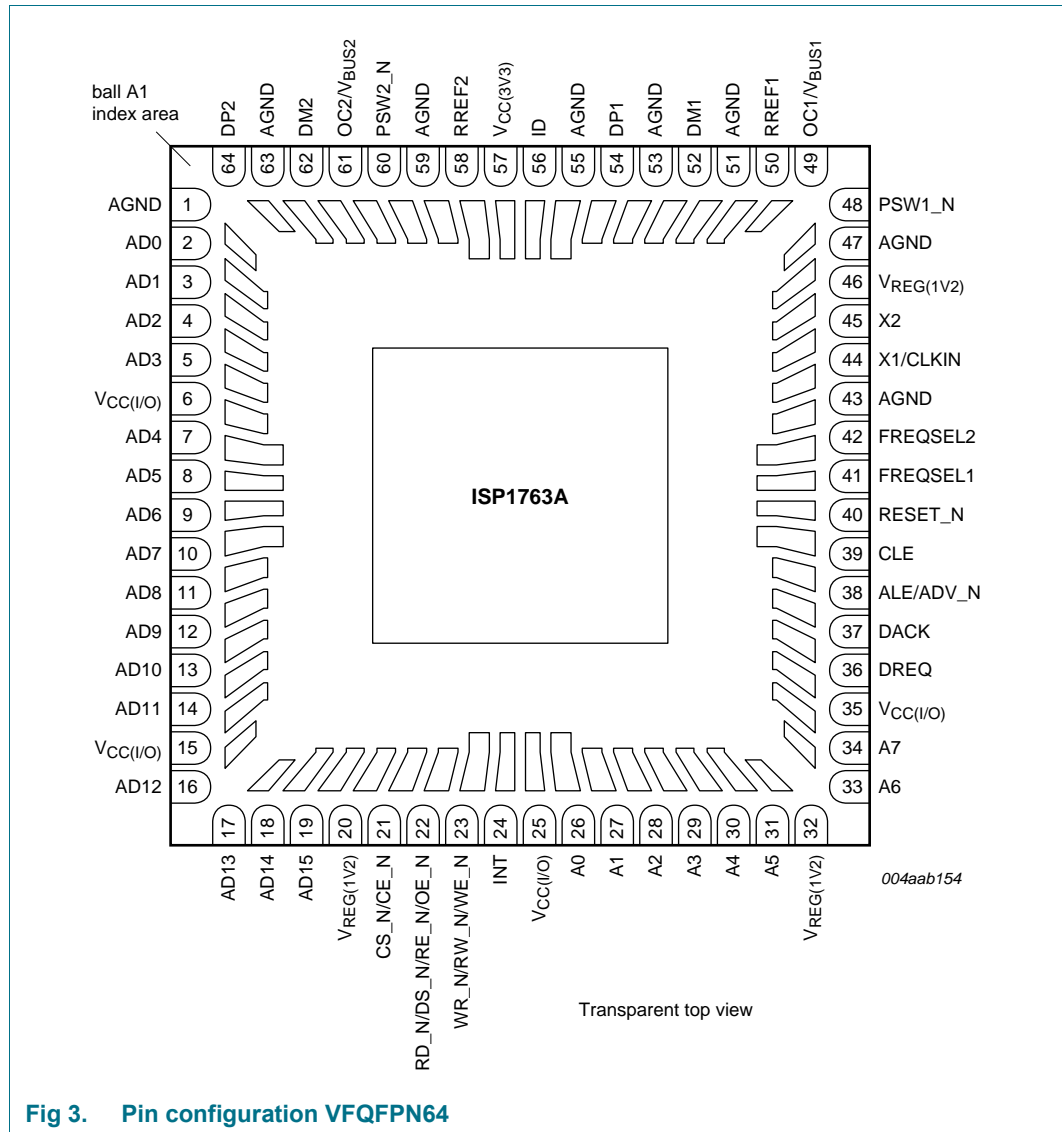 ball A1
index area
DP2
AGND
DM2
OC2/VBUS2
PSW2_N
AGND
RREF2
VCC(3V3)
ID
AGND
DP1
AGND
DM1
AGND
RREF1
OC1/VBUS1
64
63
62
61
60
59
58
57
56
55
54
53
52
51
50
49
AGND 1
AD0 2
AD1 3
AD2 4
AD3 5
VCC(I/O) 6
AD4 7
AD5 8
AD6 9
AD7 10
AD8 11
AD9 12
AD10 13
AD11 14
VCC(I/O) 15
AD12 16
ISP1763A
48 PSW1_N
47 AGND
46 VREG(1V2)
45 X2
44 X1/CLKIN
43 AGND
42 FREQSEL2
41 FREQSEL1
40 RESET_N
39 CLE
38 ALE/ADV_N
37 DACK
36 DREQ
35 VCC(I/O)
34 A7
33 A6
17
18
19
20
21
22
23
24
25
26
27
28
29
30
31
32
AD13
AD14
AD15
VREG(1V2)
CS_N/CE_N
RD_N/DS_N/RE_N/OE_N
WR_N/RW_N/WE_N
INT
VCC(I/O)
A0
A1
A2
A3
A4
A5
VREG(1V2)
004aab154
Transparent top view
Fig 3. Pin configuration VFQFPN64